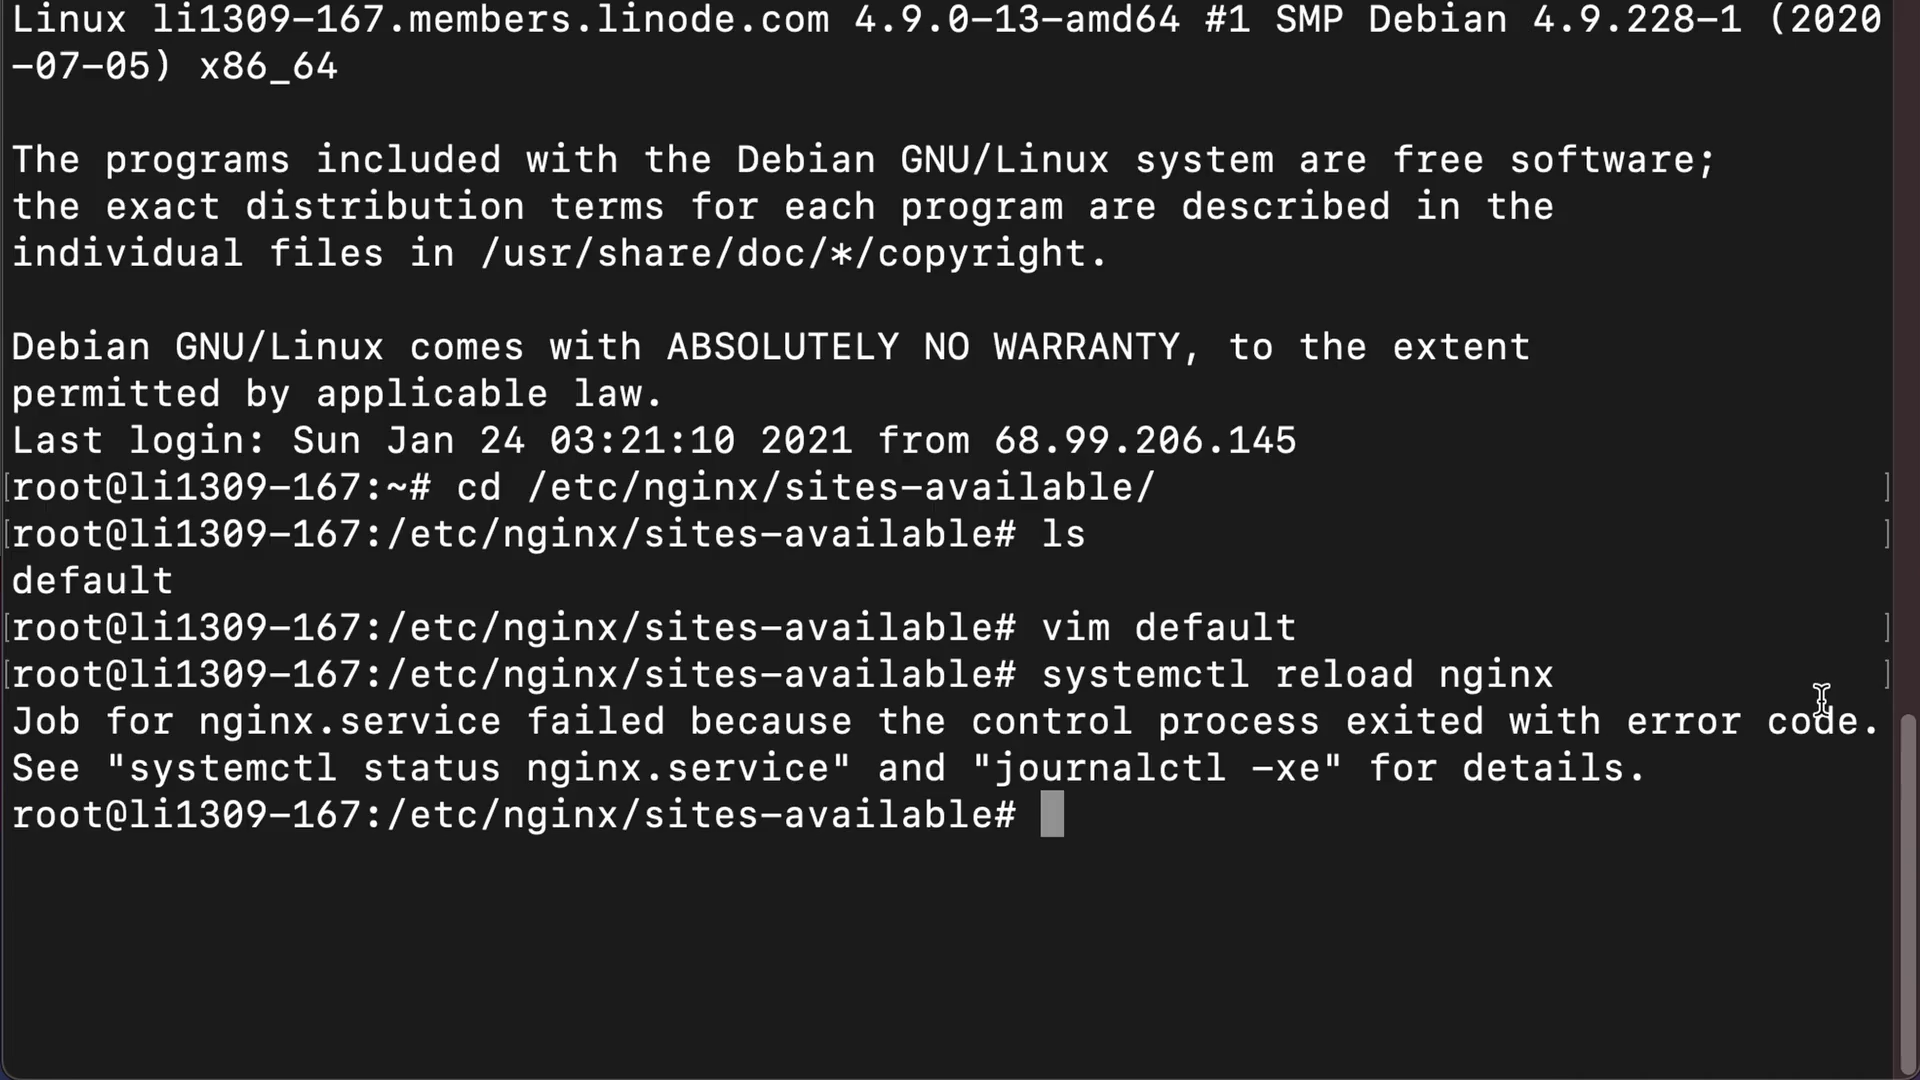 Linux li1309-167.members.linode.com 4.9.0-13-amd64 #1 SMP Debian 4.9.228-1 (2020
-07-05) x86_64
The programs included with the Debian GNU/Linux system are free software;
the exact distribution terms for each program are described in the
individual files in /usr/share/doc/*/copyright.
Debian GNU/Linux comes with ABSOLUTELY NO WARRANTY, to the extent
permitted by applicable law.
Last login: Sun Jan 24 03:21:10 2021 from 68.99.206.145
[root@li1309-167:~# cd /etc/nginx/sites-available/ ]
[root@li1309-167:/etc/nginx/sites-available# ls ]
default
[root@li1309-167:/etc/nginx/sites-available# vim default ]
[root@li1309-167:/etc/nginx/sites-available# systemctl reload nginx ]
Job for nginx.service failed because the control process exited with error code.
See "systemctl status nginx.service" and "journalctl -xe" for details.
root@li1309-167:/etc/nginx/sites-available#